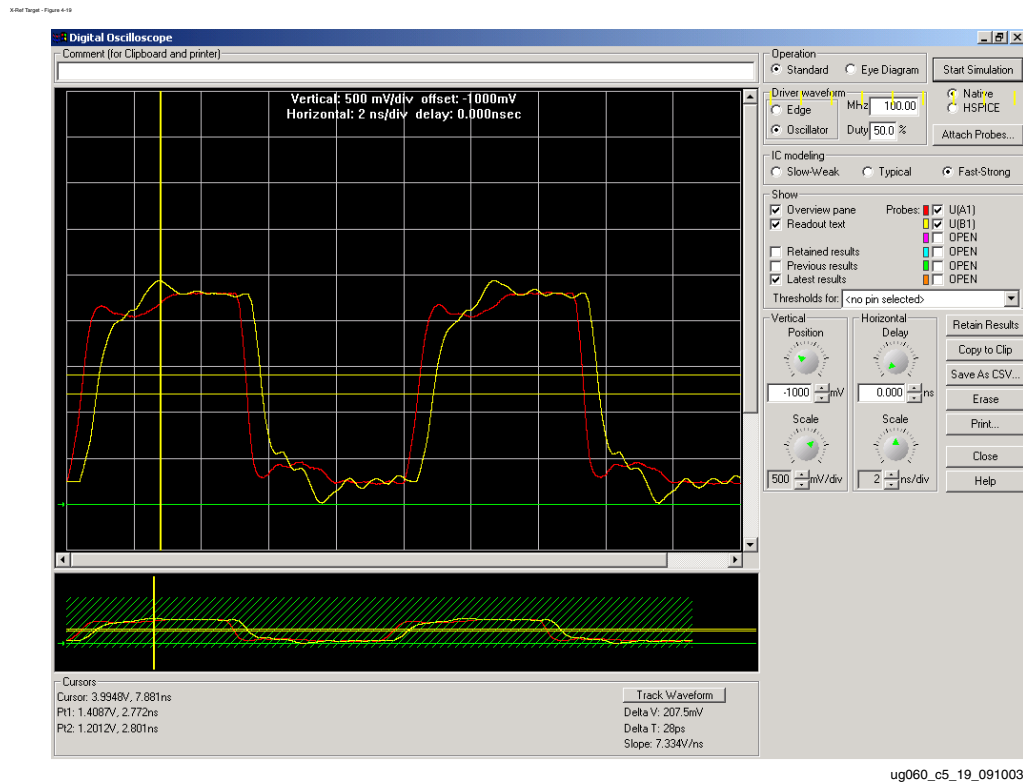 X-Ref Target - Figure 4-19
Digital Oscilloscope
Comment (for Clipboard and printer)
Vertical: 500 mV/div offset: -1000mV
Horizontal: 2 ns/div delay: 0.000nsec
Operation
Standard Eye Diagram
Start Simulation
Driver waveform
Edge
Oscillator
Mhz 100.00
Duty 50.0 %
Native
HSPICE
Attach Probes...
IC modeling
Slow-Weak Typical Fast-Strong
Show
Overview pane Probes: U(A1)
Readout text U(B1)
OPEN
Retained results OPEN
Previous results OPEN
Latest results OPEN
Thresholds for: <no pin selected>
Vertical
Position
-1000 mV
Scale
500 mV/div
Horizontal
Delay
0.000 ns
Scale
2 ns/div
Retain Results
Copy to Clip
Save As CSV...
Erase
Print...
Close
Help
Cursors
Cursor: 3.9948V, 7.881ns
Pt1: 1.4087V, 2.772ns
Pt2: 1.2012V, 2.801ns
Track Waveform
Delta V: 207.5mV
Delta T: 28ps
Slope: 7.334V/ns
ug060_c5_19_091003